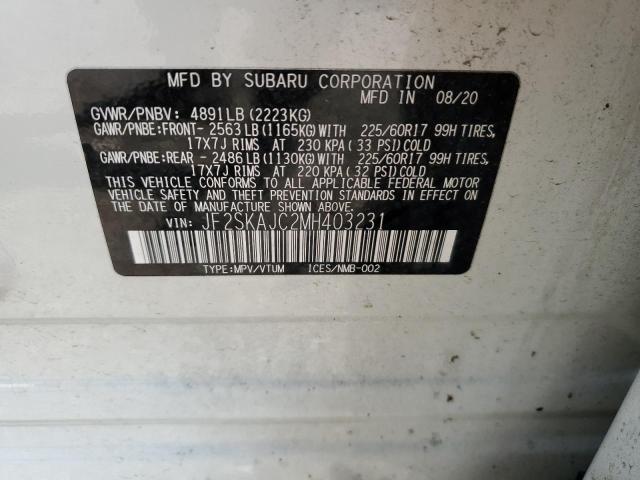 MFD BY SUBARU CORPORATION
MFD IN 08/20
GVWR/PNBV: 4891LB (2223KG)
GAWR/PNBE:FRONT- 2563 LB (1165KG) WITH 225/60R17 99H TIRES,
17X7J RIMS AT 230 KPA ( 33 PSI) COLD
GAWR/PNBE:REAR - 2486 LB (1130KG) WITH 225/60R17 99H TIRES,
17X7J RIMS AT 220 KPA ( 32 PSI) COLD
THIS VEHICLE CONFORMS TO ALL APPLICABLE FEDERAL MOTOR
VEHICLE SAFETY AND THEFT PREVENTION STANDARDS IN EFFECT
ON THE DATE OF MANUFACTURE SHOWN ABOVE.
VIN: JF2SKAJC2MH403231
TYPE:MPV/VTUM ICES/NMB-002